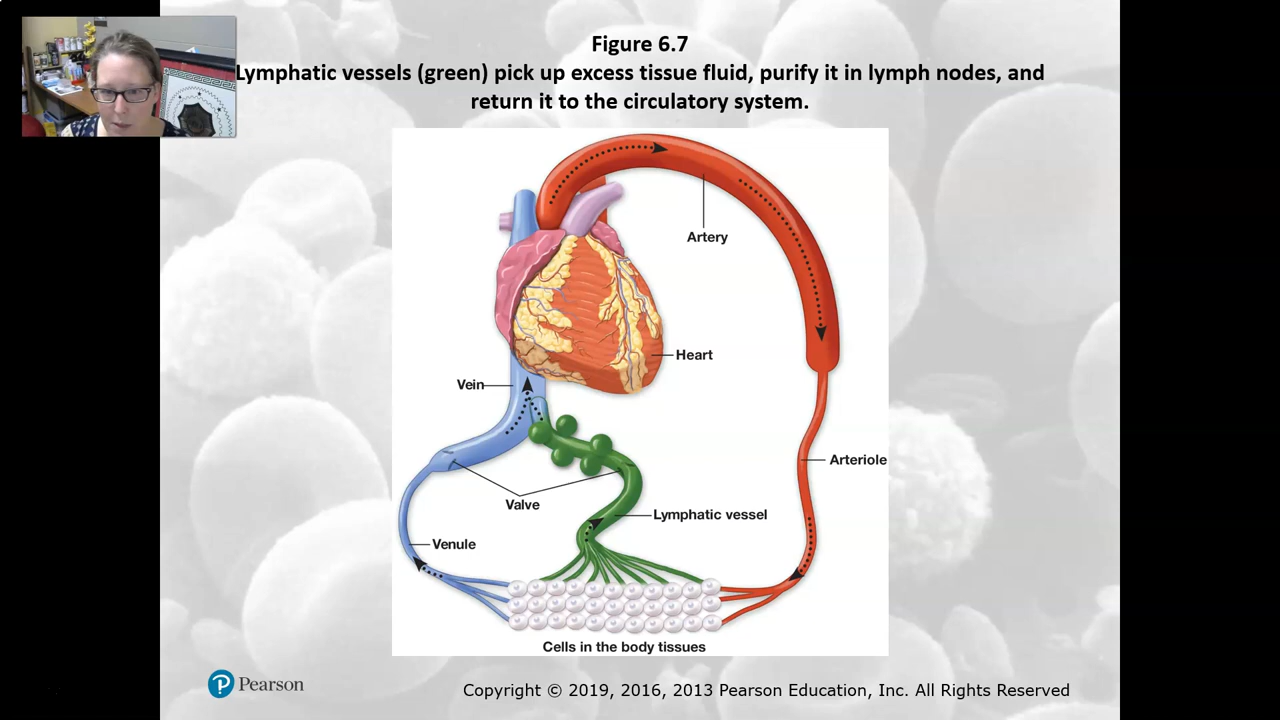 Figure 6.7
Lymphatic vessels (green) pick up excess tissue fluid, purify it in lymph nodes, and
return it to the circulatory system.
Artery
Heart
Vein
Arteriole
Valve
Lymphatic vessel
Venule
Cells in the body tissues
Pearson
Copyright © 2019, 2016, 2013 Pearson Education, Inc. All Rights Reserved